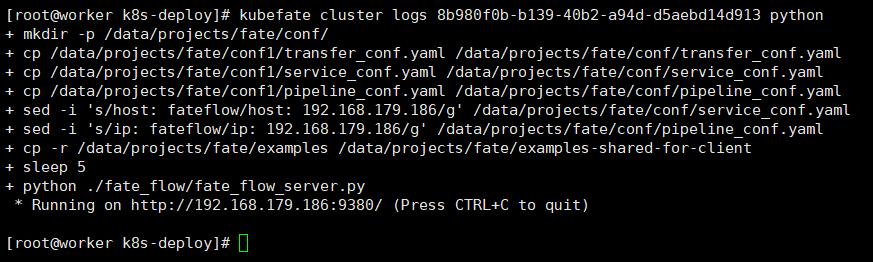 [root@worker k8s-deploy]# kubefate cluster logs 8b980f0b-b139-40b2-a94d-d5aebd14d913 python
+ mkdir -p /data/projects/fate/conf/
+ cp /data/projects/fate/conf1/transfer_conf.yaml /data/projects/fate/conf/transfer_conf.yaml
+ cp /data/projects/fate/conf1/service_conf.yaml /data/projects/fate/conf/service_conf.yaml
+ cp /data/projects/fate/conf1/pipeline_conf.yaml /data/projects/fate/conf/pipeline_conf.yaml
+ sed -i 's/host: fateflow/host: 192.168.179.186/g' /data/projects/fate/conf/service_conf.yaml
+ sed -i 's/ip: fateflow/ip: 192.168.179.186/g' /data/projects/fate/conf/pipeline_conf.yaml
+ cp -r /data/projects/fate/examples /data/projects/fate/examples-shared-for-client
+ sleep 5
+ python ./fate_flow/fate_flow_server.py
 * Running on http://192.168.179.186:9380/ (Press CTRL+C to quit)
[root@worker k8s-deploy]#